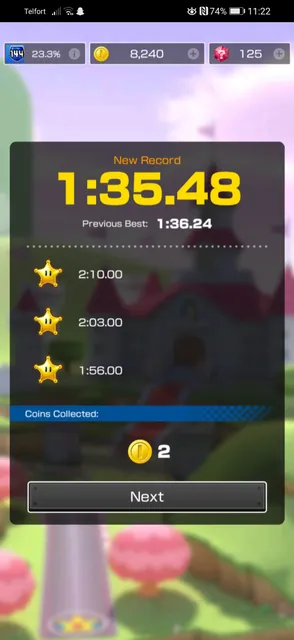 Telfort 74% 11:22
144 23.3% i 8,240 + 125 +
New Record
1:35.48
Previous Best: 1:36.24
2:10.00
2:03.00
1:56.00
Coins Collected:
2
Next